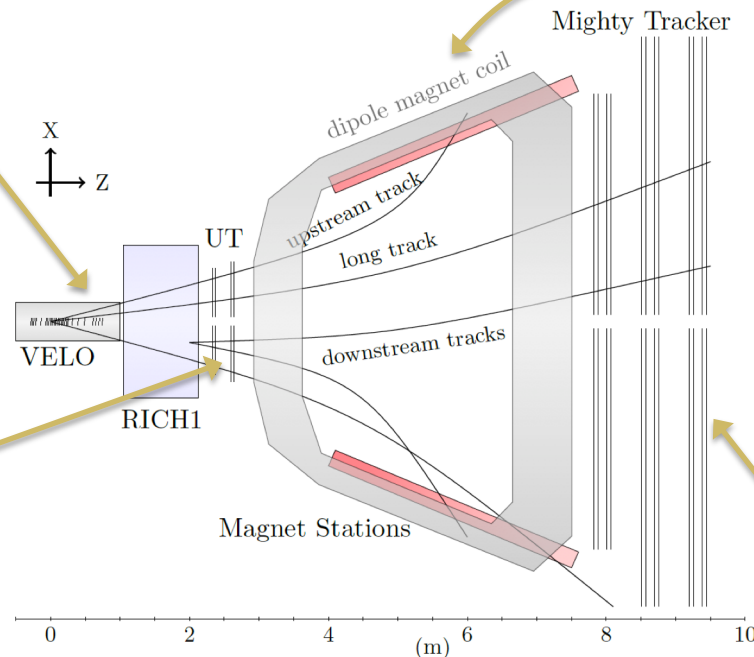 Mighty Tracker
dipole magnet coil
X
Z
UT
upstream track
long track
downstream tracks
VELO
RICH1
Magnet Stations
0 2 4 6 8 10
(m)